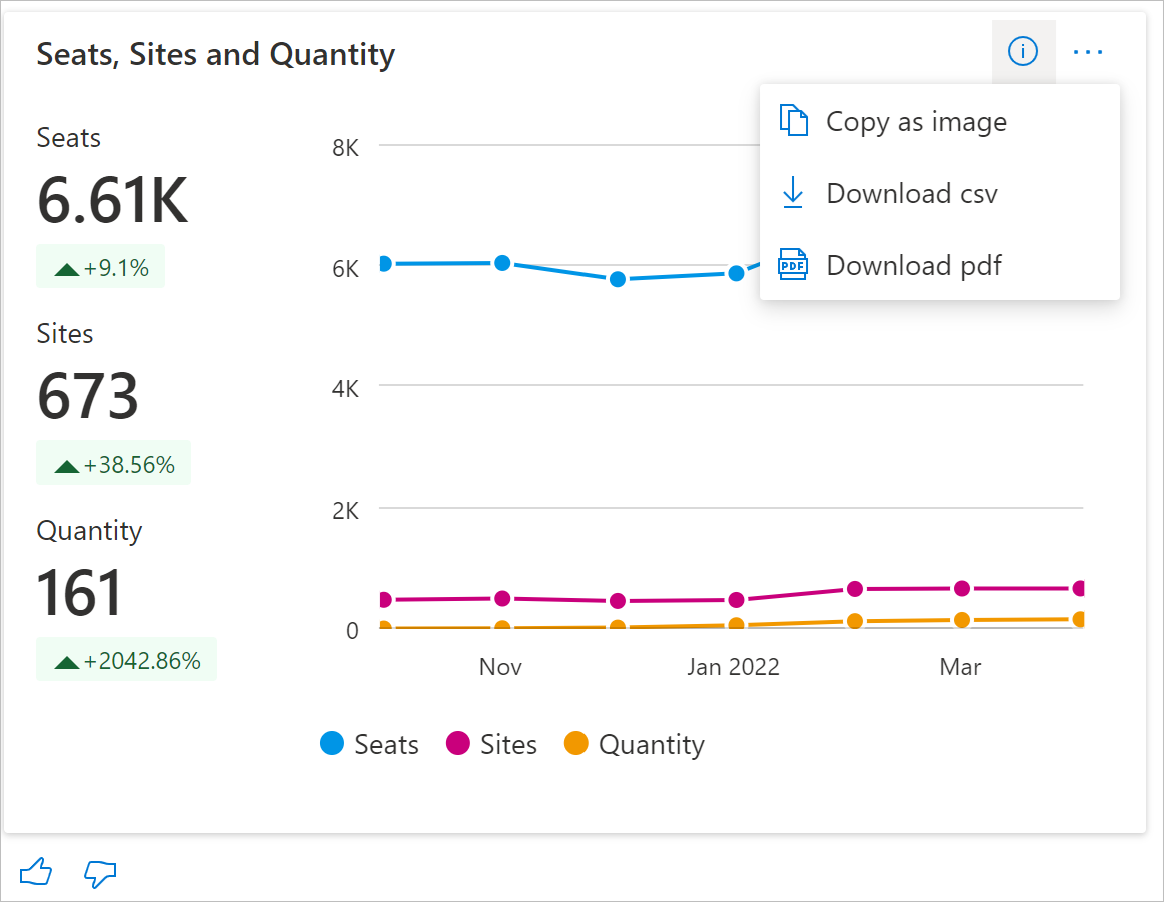 Seats, Sites and Quantity
Seats
6.61K
+9.1%
Sites
673
+38.56%
Quantity
161
+2042.86%
Copy as image
Download csv
PDF
Download pdf
8K
6K
4K
2K
0
Nov
Jan 2022
Mar
Seats
Sites
Quantity